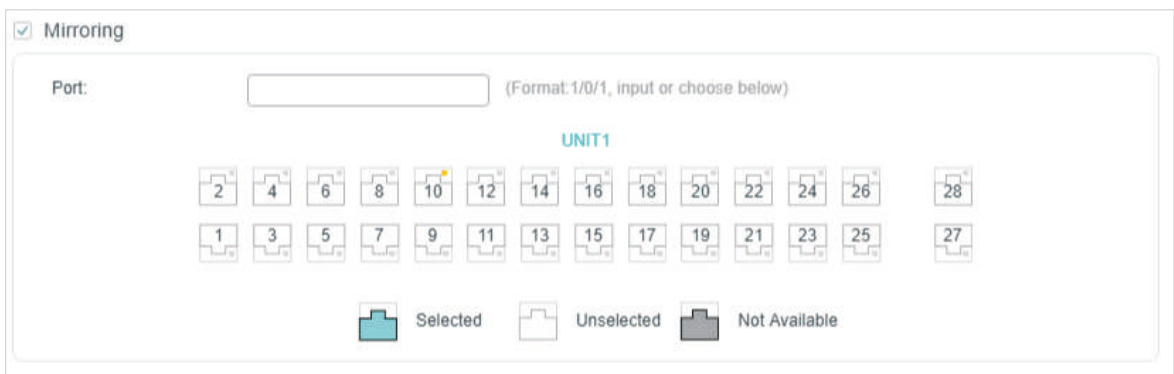 Mirroring
Port: (Format:1/0/1, input or choose below)
UNIT1
2 4 6 8 10 12 14 16 18 20 22 24 26 28
1 3 5 7 9 11 13 15 17 19 21 23 25 27
Selected Unselected Not Available